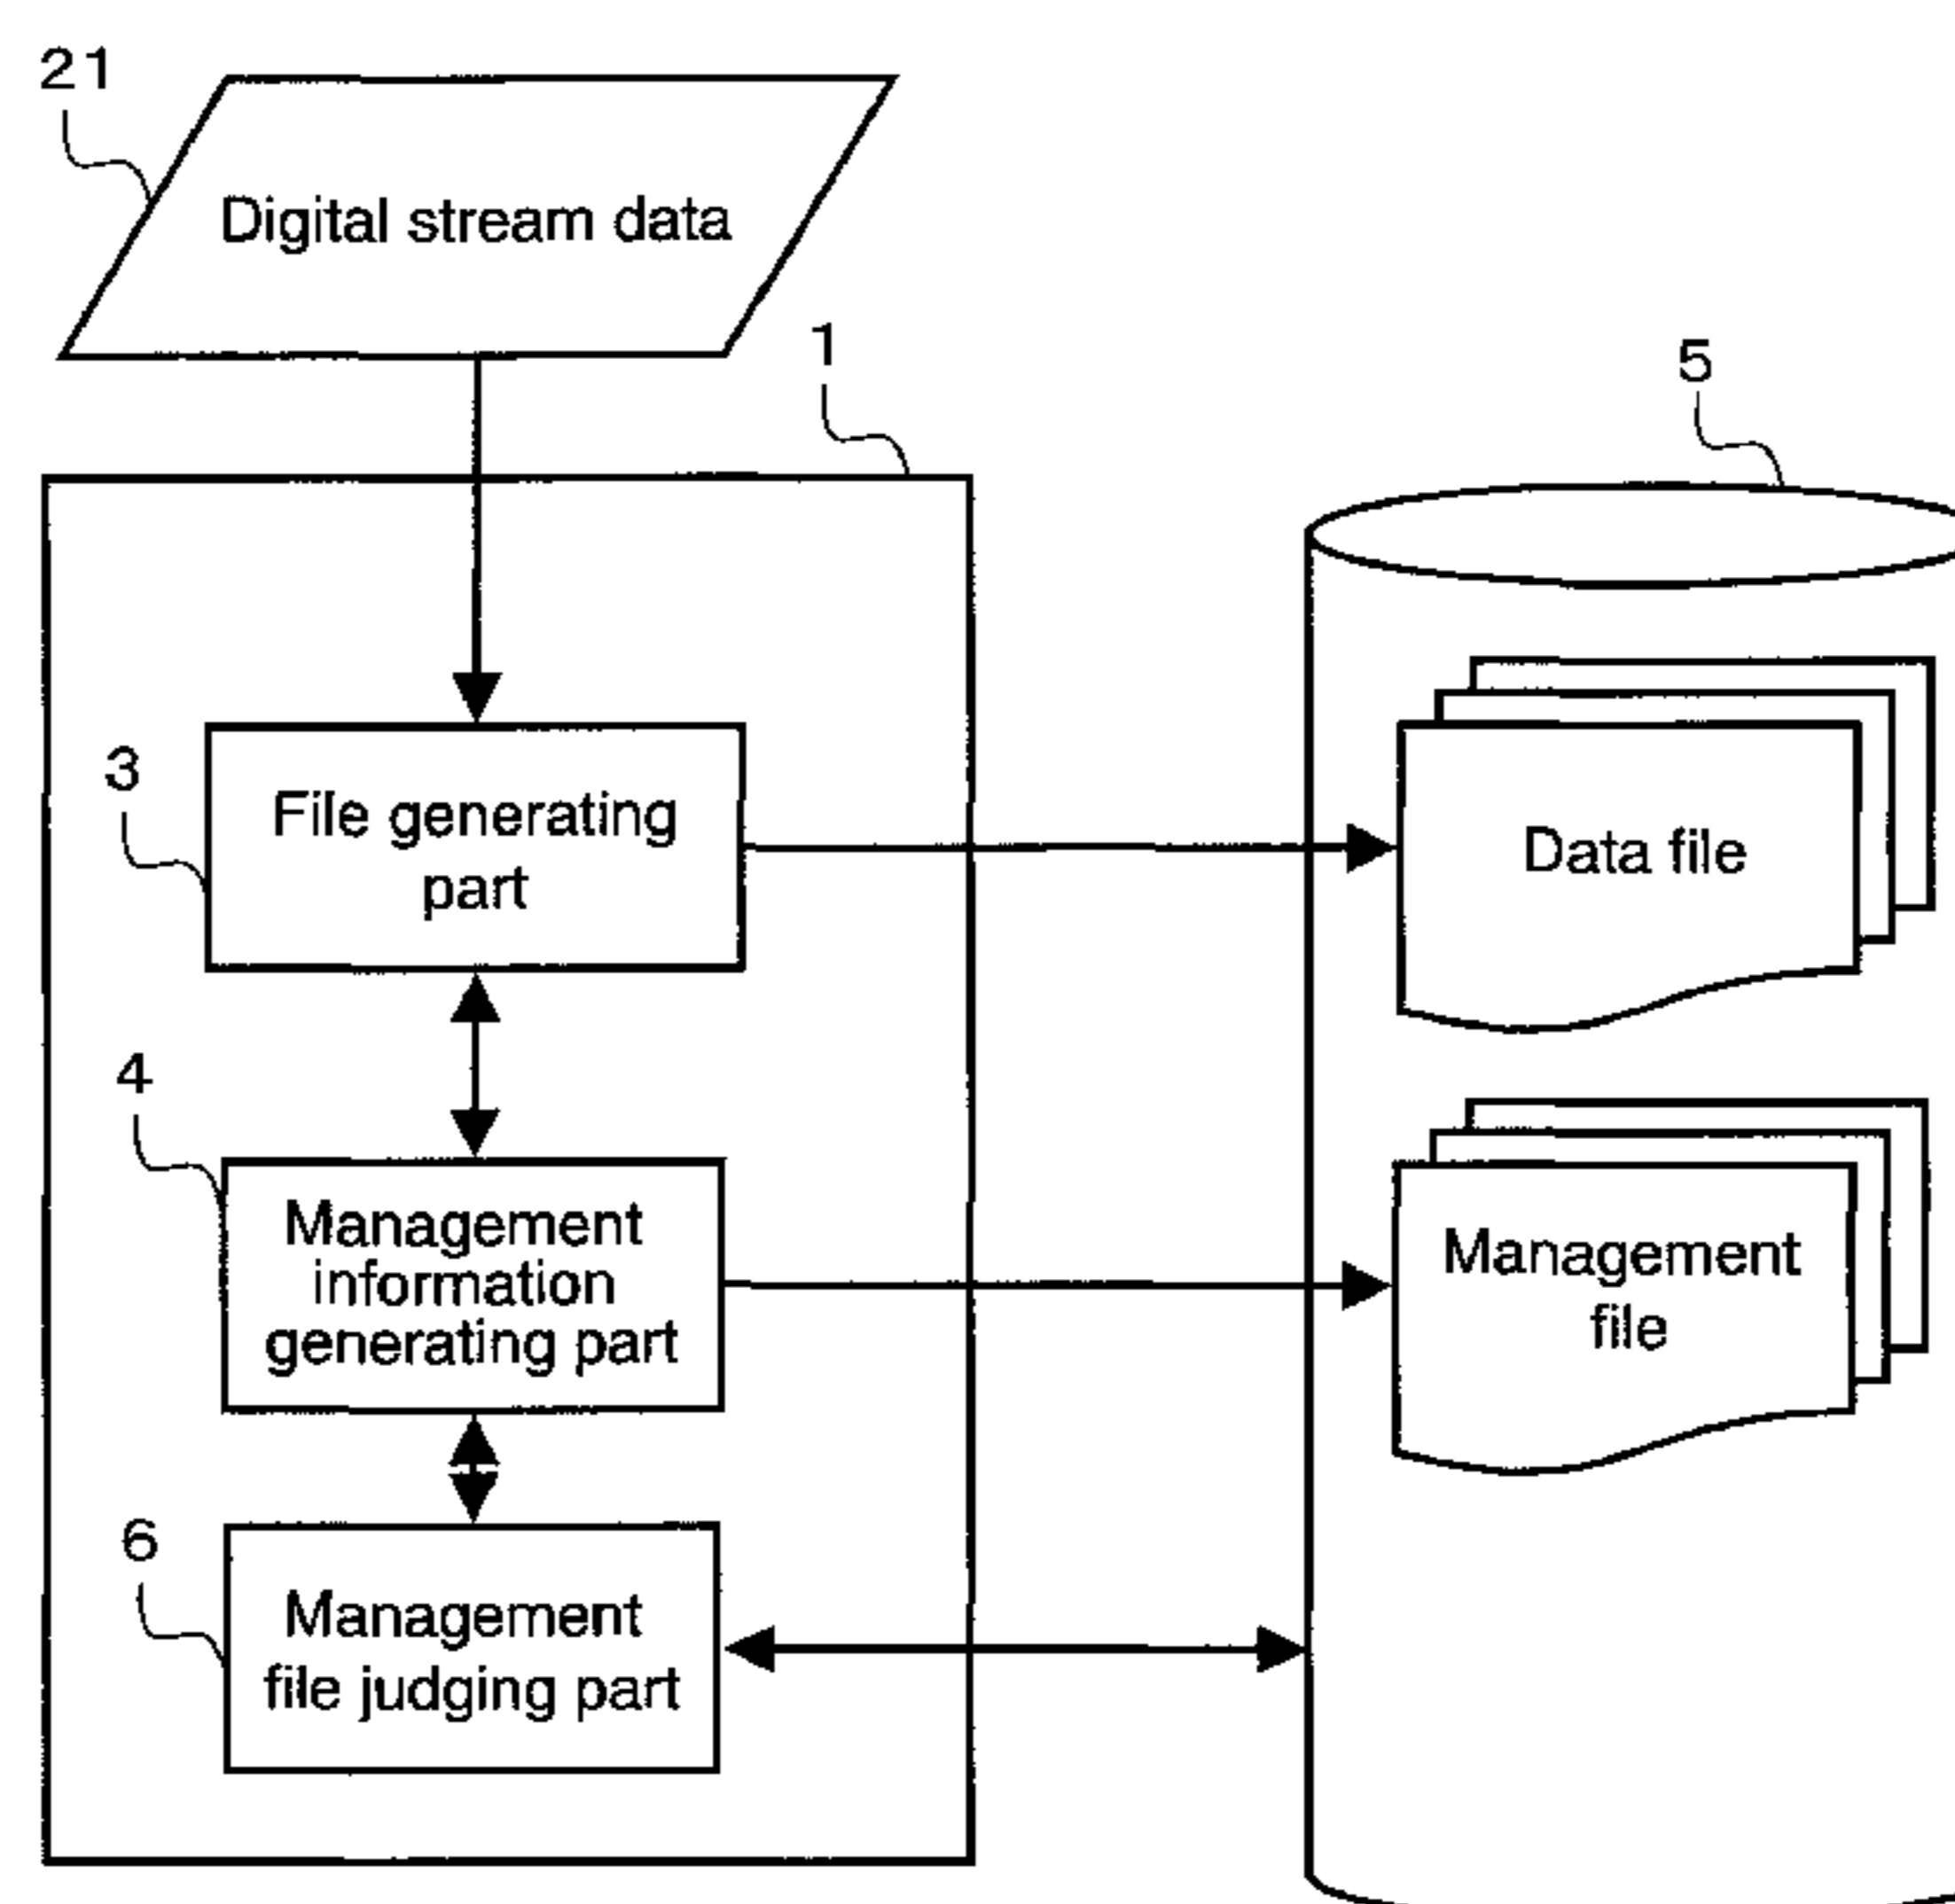 21
Digital stream data
1
5
3
File generating
part
Data file
4
Management
information
generating part
Management
file
6
Management
file judging part